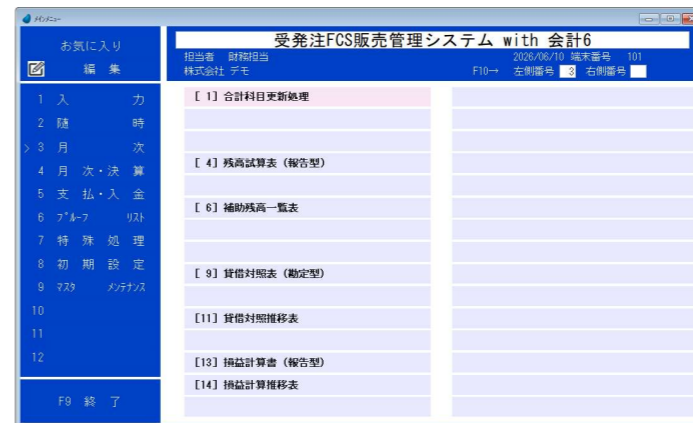 メインメニュー
お気に入り
編 集
受発注FCS販売管理システム with 会計6
担当者 財務担当 2026/06/10 端末番号 101
株式会社 デモ F10→ 左側番号 3 右側番号
1 入 力
2 随 時
> 3 月 次
4 月 次・決 算
5 支 払・入 金
6 プルーフ リスト
7 特 殊 処 理
8 初 期 設 定
9 マスタ メンテナンス
10
11
12
F9 終 了
[ 1] 合計科目更新処理
[ 4] 残高試算表（報告型）
[ 6] 補助残高一覧表
[ 9] 貸借対照表（勘定型）
[11] 貸借対照推移表
[13] 損益計算書（報告型）
[14] 損益計算推移表